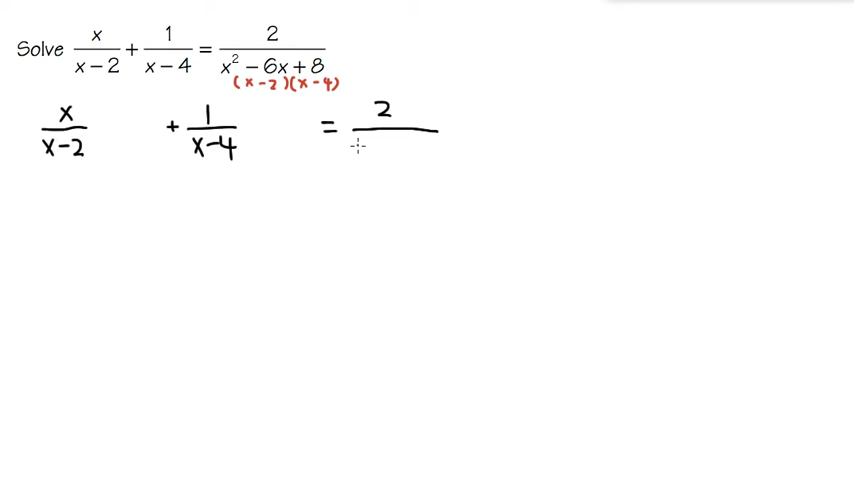 Solve x/(x − 2) + 1/(x − 4) = 2/(x² − 6x + 8)
(x − 2)(x − 4)
x/(x − 2) + 1/(x − 4) = 2/